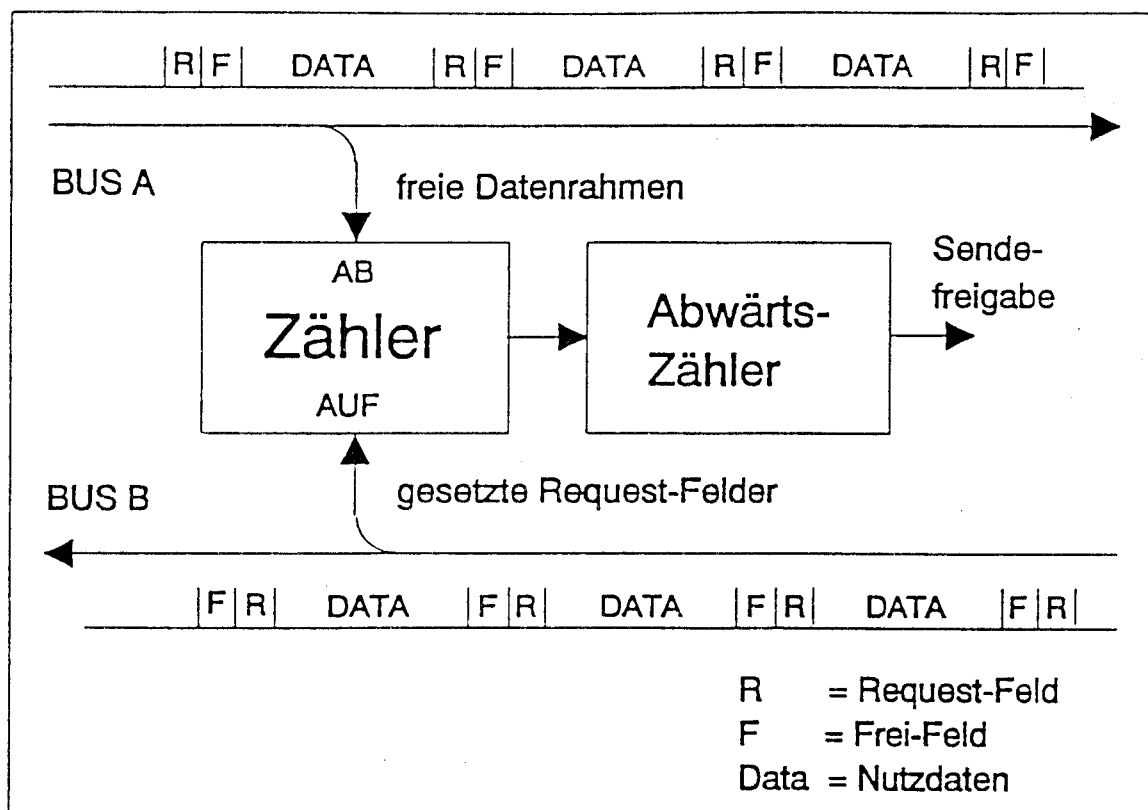 R F DATA R F DATA R F DATA R F
BUS A
freie Datenrahmen
AB
Zähler
AUF
Abwärts-
Zähler
Sende-
freigabe
gesetzte Request-Felder
BUS B
F R DATA F R DATA F R DATA F R
R = Request-Feld
F = Frei-Feld
Data = Nutzdaten